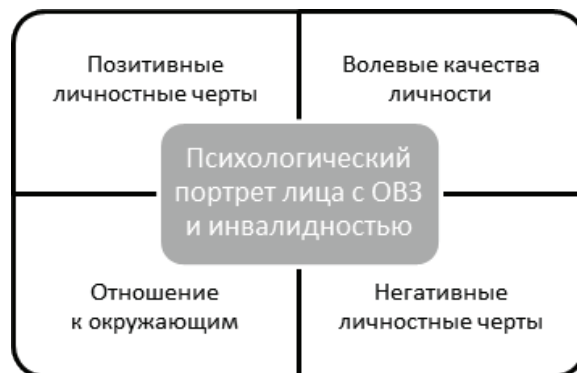 Позитивные
личностные черты
Волевые качества
личности
Психологический
портрет лица с ОВЗ
и инвалидностью
Отношение
к окружающим
Негативные
личностные черты